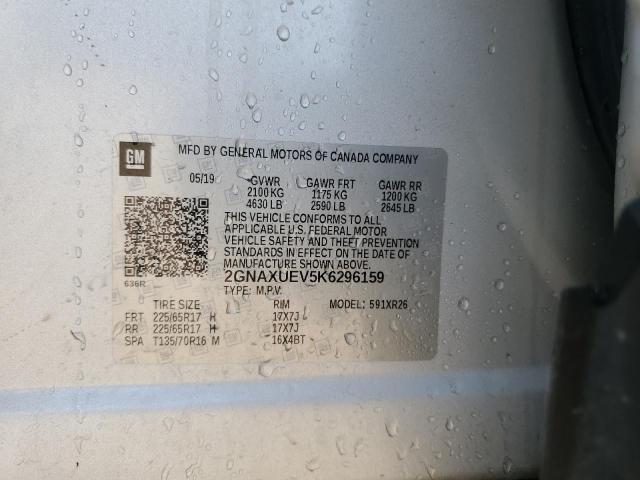 GM MFD BY GENERAL MOTORS OF CANADA COMPANY
05/19 GVWR GAWR FRT GAWR RR
2100 KG 1175 KG 1200 KG
4630 LB 2590 LB 2645 LB
THIS VEHICLE CONFORMS TO ALL
APPLICABLE U.S. FEDERAL MOTOR
VEHICLE SAFETY AND THEFT PREVENTION
STANDARDS IN EFFECT ON THE DATE OF
MANUFACTURE SHOWN ABOVE.
2GNAXUEV5K6296159
636R TYPE: M.P.V.
TIRE SIZE RIM MODEL: 591XR26
FRT 225/65R17 H 17X7J
RR 225/65R17 H 17X7J
SPA T135/70R16 M 16X4BT